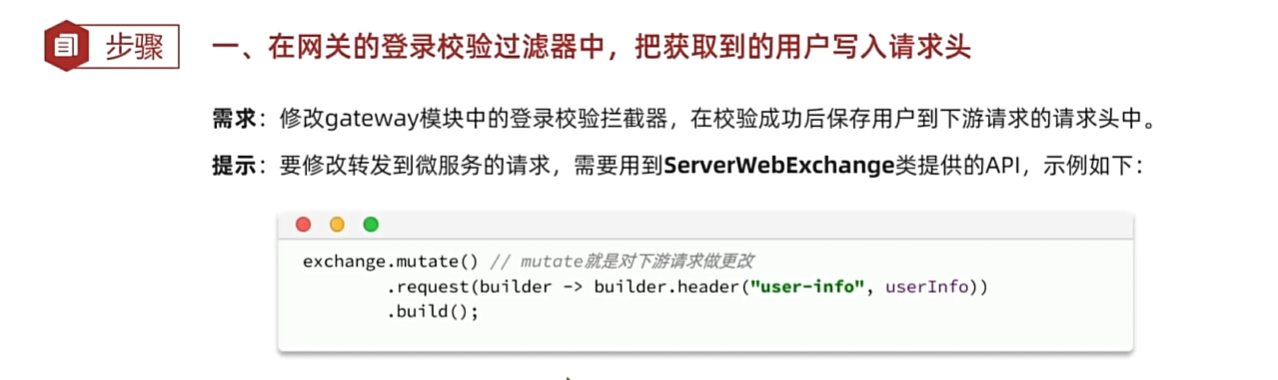 步骤
一、在网关的登录校验过滤器中，把获取到的用户写入请求头
需求：修改gateway模块中的登录校验拦截器，在校验成功后保存用户到下游请求的请求头中。
提示：要修改转发到微服务的请求，需要用到ServerWebExchange类提供的API，示例如下：
exchange.mutate() // mutate就是对下游请求做更改
.request(builder -> builder.header("user-info", userInfo))
.build();